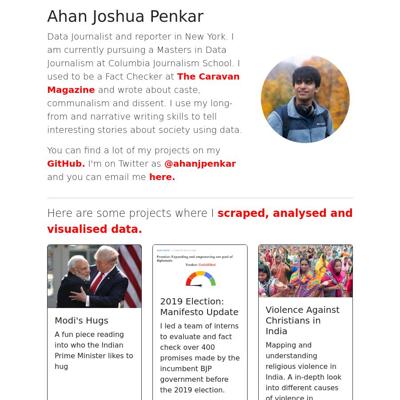 Ahan Joshua Penkar
Data Journalist and reporter in New York. I
am currently pursuing a Masters in Data
Journalism at Columbia Journalism School. I
used to be a Fact Checker at The Caravan
Magazine and wrote about caste,
communalism and dissent. I use my long-
from and narrative writing skills to tell
interesting stories about society using data.
You can find a lot of my projects on my
GitHub. I'm on Twitter as @ahanjpenkar
and you can email me here.
Here are some projects where I scraped, analysed and
visualised data.
Modi's Hugs
A fun piece reading
into who the Indian
Prime Minister likes to
hug
2019 Election:
Manifesto Update
I led a team of interns
to evaluate and fact
check over 400
promises made by the
incumbent BJP
government before
the 2019 election.
Violence Against
Christians in
India
Mapping and
understanding
religious violence in
India. A in-depth look
into different causes
of violence in